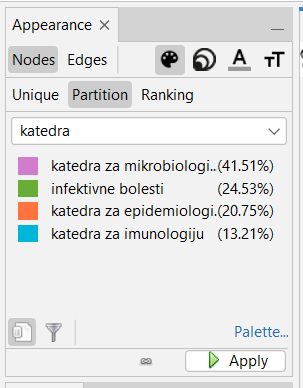 Appearance ×
Nodes Edges A TT
Unique Partition Ranking
katedra
katedra za mikrobiologi..(41.51%)
infektivne bolesti (24.53%)
katedra za epidemiologi.(20.75%)
katedra za imunologiju (13.21%)
Palette...
Apply